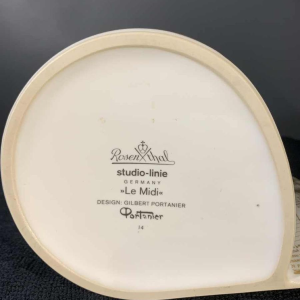 Rosenthal
studio-linie
GERMANY
»Le Midi«
DESIGN: GILBERT PORTANIER
Portanier
14